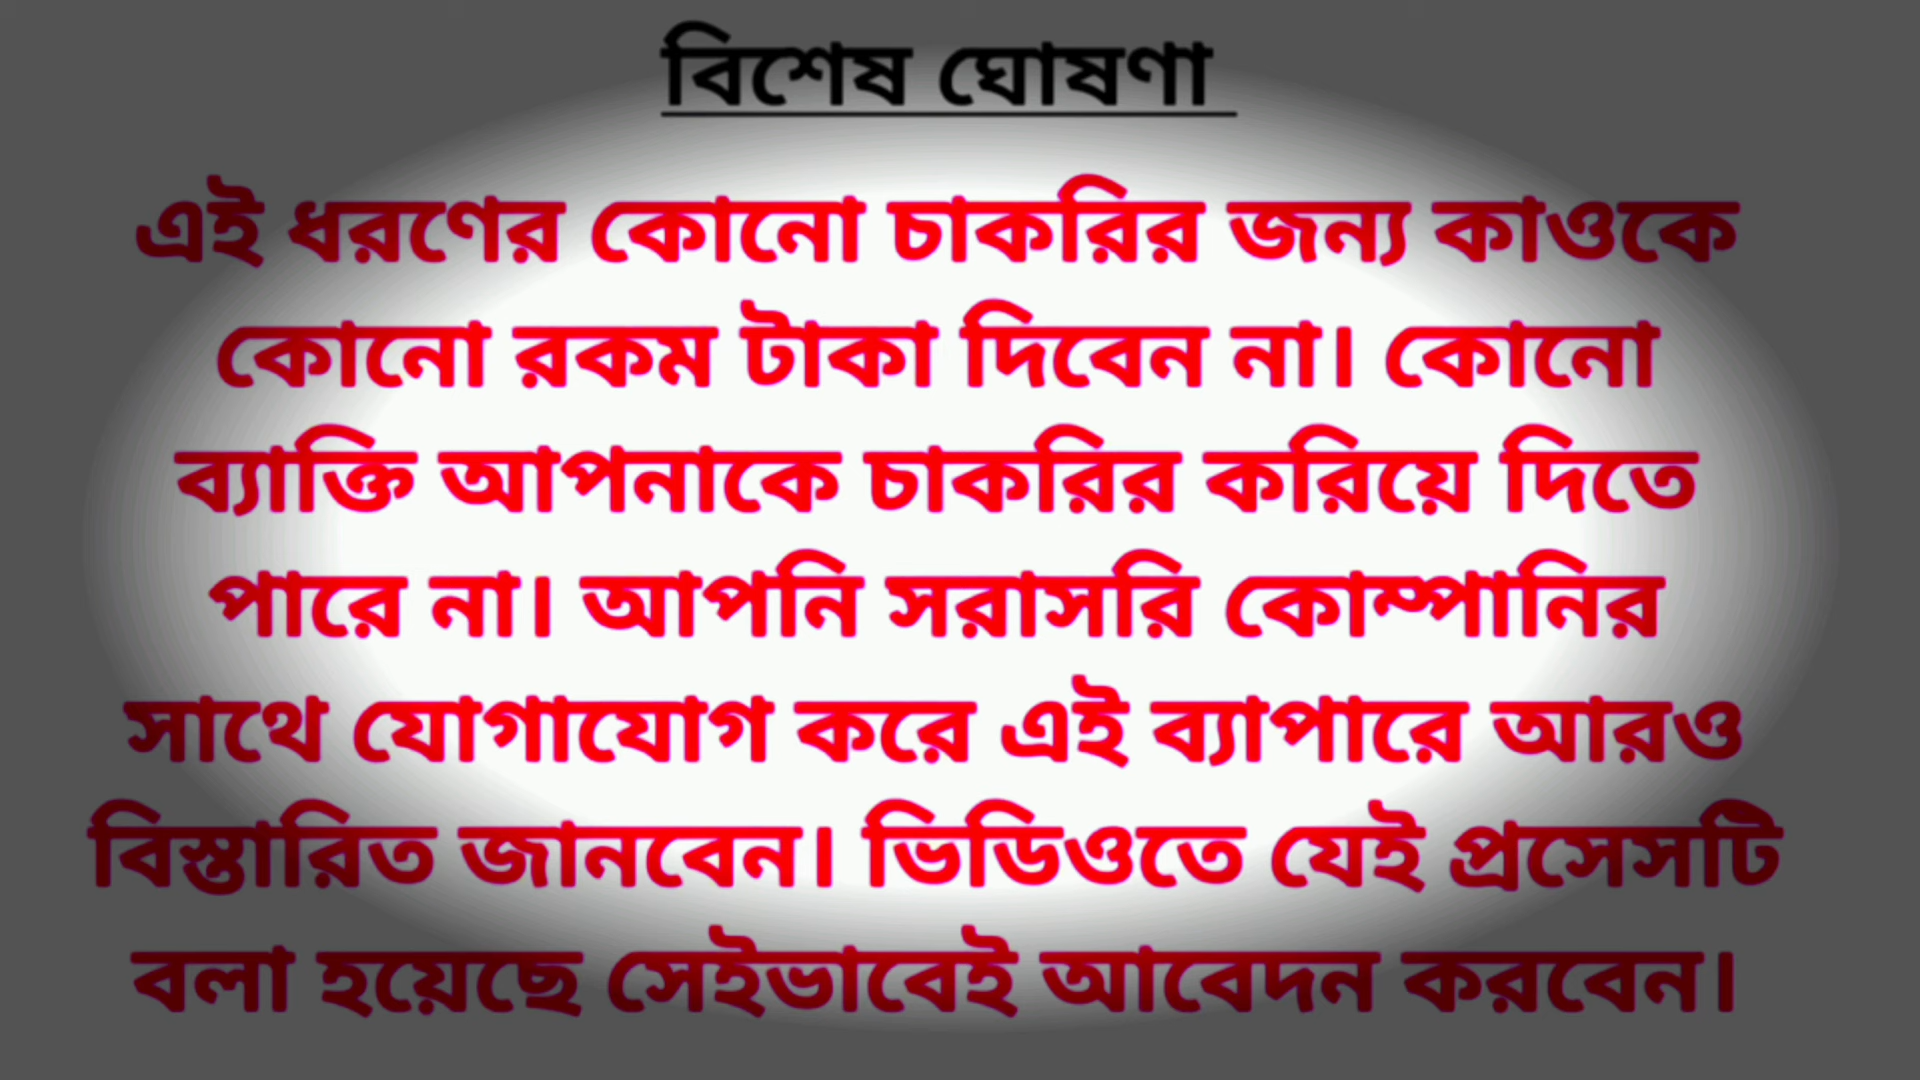 বিশেষ ঘোষণা
এই ধরণের কোনো চাকরির জন্য কাওকে
কোনো রকম টাকা দিবেন না। কোনো
ব্যাক্তি আপনাকে চাকরির করিয়ে দিতে
পারে না। আপনি সরাসরি কোম্পানির
সাথে যোগাযোগ করে এই ব্যাপারে আরও
বিস্তারিত জানবেন। ভিডিওতে যেই প্রসেসটি
বলা হয়েছে সেইভাবেই আবেদন করবেন।